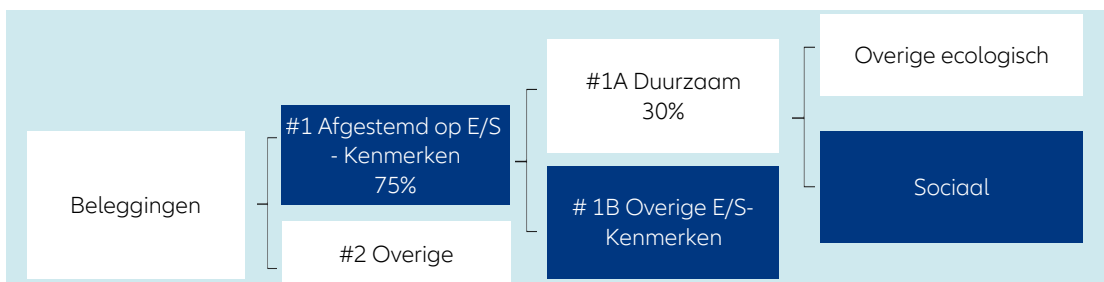 Beleggingen
#1 Afgestemd op E/S
- Kenmerken
75%
#2 Overige
#1A Duurzaam
30%
# 1B Overige E/S-
Kenmerken
Overige ecologisch
Sociaal